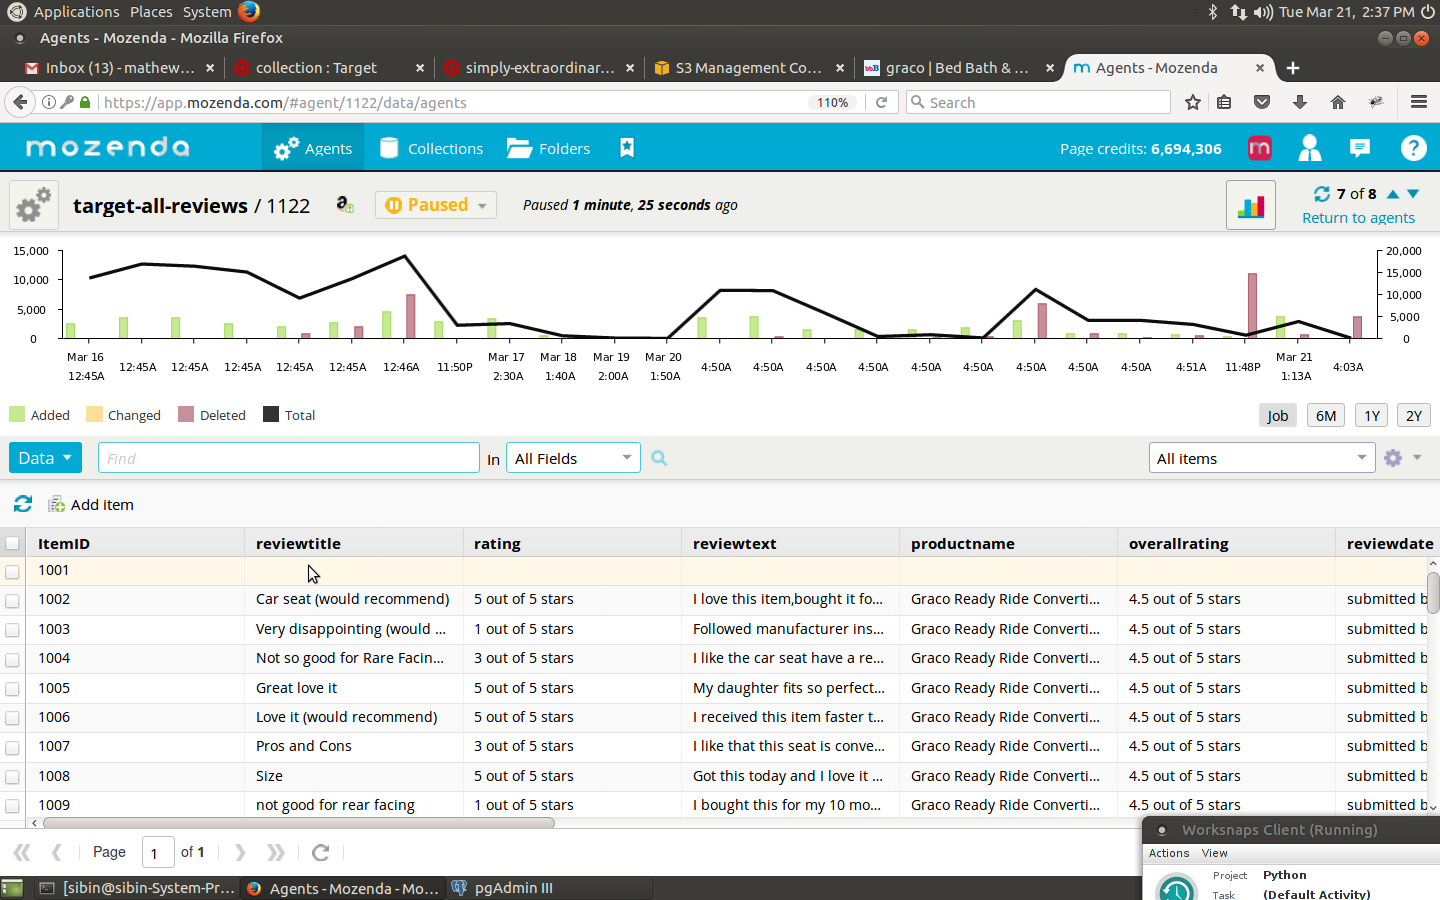 Applications Places System Tue Mar 21, 2:37 PM
Agents - Mozenda - Mozilla Firefox
Inbox (13) - mathew... × collection : Target × simply-extraordinar... × S3 Management Co... × graco | Bed Bath & ... × Agents - Mozenda ×
https://app.mozenda.com/#agent/1122/data/agents 110% Search
mozenda Agents Collections Folders Page credits: 6,694,306
target-all-reviews / 1122 Paused Paused 1 minute, 25 seconds ago 7 of 8
Return to agents
15,000 20,000
15,000
10,000 10,000
5,000 5,000
0 0
Mar 16 12:45A 12:45A 12:45A 12:45A 12:45A 12:45A 12:46A 11:50P Mar 17 2:30A Mar 18 1:40A Mar 19 2:00A Mar 20 1:50A 4:50A 4:50A 4:50A 4:50A 4:50A 4:50A 4:50A 4:50A 4:50A 4:51A 11:48P Mar 21 1:13A 4:03A
Added Changed Deleted Total Job 6M 1Y 2Y
Data Find In All Fields All items
Add item
ItemID reviewtitle rating reviewtext productname overallrating reviewdate
1001
1002 Car seat (would recommend) 5 out of 5 stars I love this item,bought it fo... Graco Ready Ride Converti... 4.5 out of 5 stars submitted b
1003 Very disappointing (would ... 1 out of 5 stars Followed manufacturer ins... Graco Ready Ride Converti... 4.5 out of 5 stars submitted b
1004 Not so good for Rare Facin... 3 out of 5 stars I like the car seat have a re... Graco Ready Ride Converti... 4.5 out of 5 stars submitted b
1005 Great love it 5 out of 5 stars My daughter fits so perfect... Graco Ready Ride Converti... 4.5 out of 5 stars submitted b
1006 Love it (would recommend) 5 out of 5 stars I received this item faster t... Graco Ready Ride Converti... 4.5 out of 5 stars submitted b
1007 Pros and Cons 3 out of 5 stars I like that this seat is conve... Graco Ready Ride Converti... 4.5 out of 5 stars submitted b
1008 Size 5 out of 5 stars Got this today and I love it ... Graco Ready Ride Converti... 4.5 out of 5 stars submitted b
1009 not good for rear facing 1 out of 5 stars I bought this for my 10 mo... Graco Ready Ride Converti... 4.5 out of 5 stars submitted b
Page 1 of 1
Worksnaps Client (Running)
Actions View
Project Python
Task (Default Activity)
[sibin@sibin-System-Pr... Agents - Mozenda - Mo... pgAdmin III